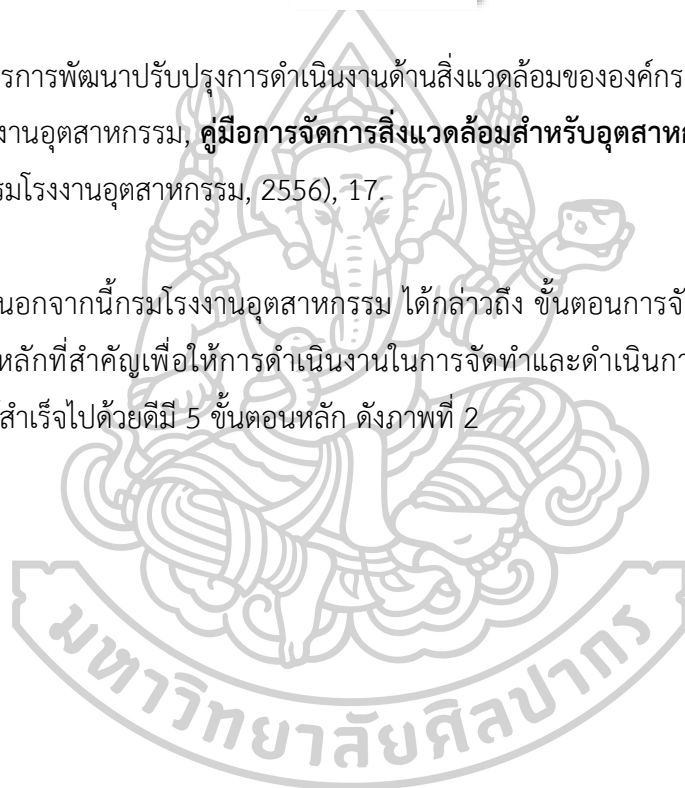 รการพัฒนาปรับปรุงการดำเนินงานด้านสิ่งแวดล้อมขององค์กร
งานอุตสาหกรรม, คู่มือการจัดการสิ่งแวดล้อมสำหรับอุตสาห
รมโรงงานอุตสาหกรรม, 2556), 17.
นอกจากนี้กรมโรงงานอุตสาหกรรม ได้กล่าวถึง ขั้นตอนการจั
หลักที่สำคัญเพื่อให้การดำเนินงานในการจัดทำและดำเนินกา
สำเร็จไปด้วยดีมี 5 ขั้นตอนหลัก ดังภาพที่ 2
มหาวิทยาลัยศิลปากร